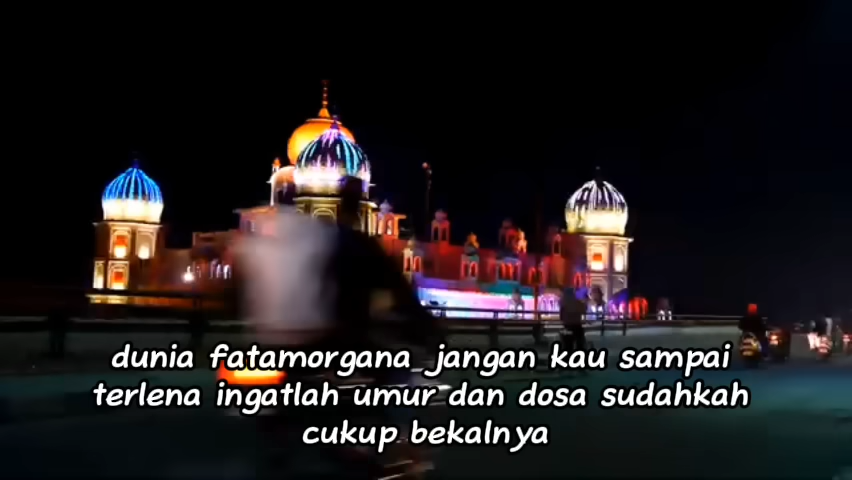 dunia fatamorgana jangan kau sampai
terlena ingatlah umur dan dosa sudahkah
cukup bekalnya